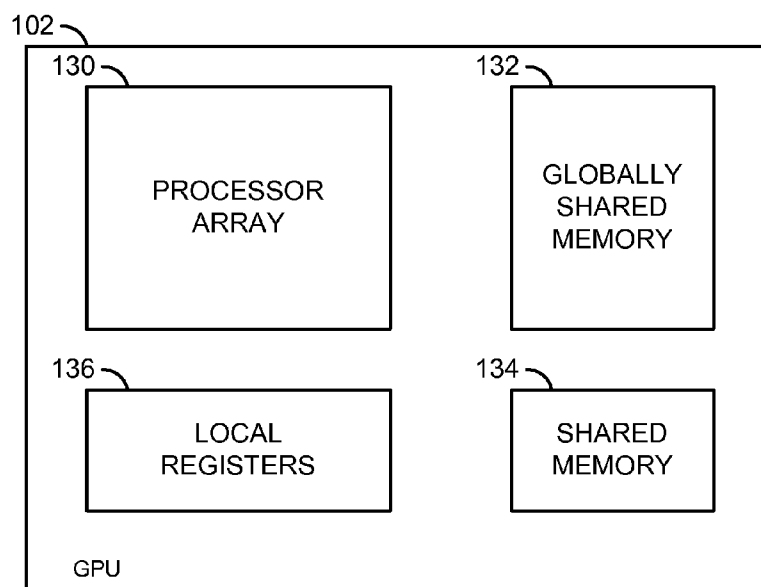 102
130
132
PROCESSOR
ARRAY
GLOBALLY
SHARED
MEMORY
136
134
LOCAL
REGISTERS
SHARED
MEMORY
GPU